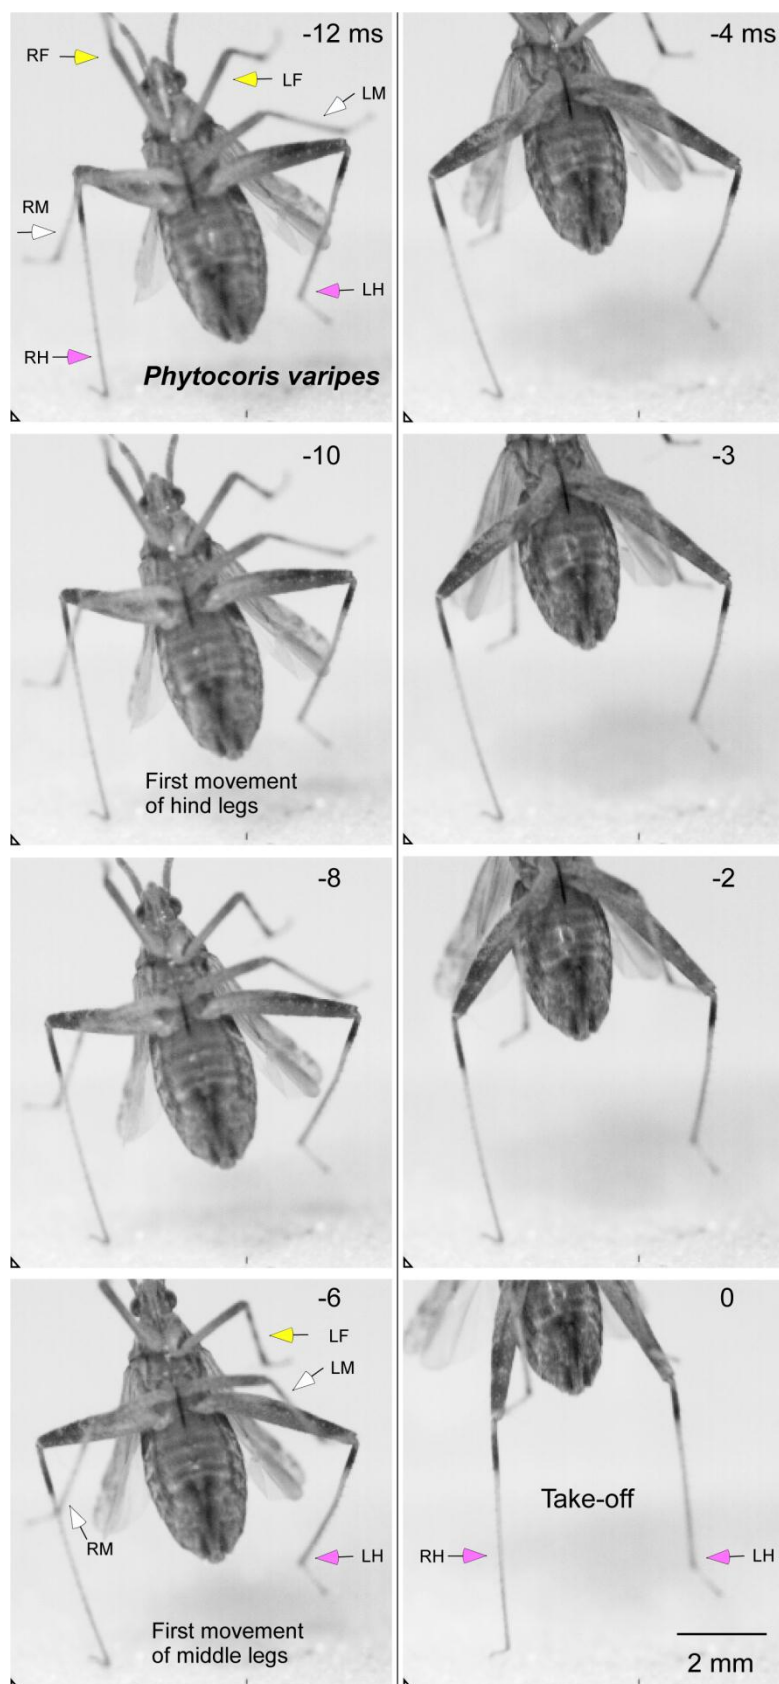 -12 ms
RF
LF
LM
RM
LH
RH
Phytocoris varipes
-10
First movement
of hind legs
-8
-6
LF
LM
RM
LH
First movement
of middle legs
-4 ms
-3
-2
0
Take-off
RH
LH
2 mm